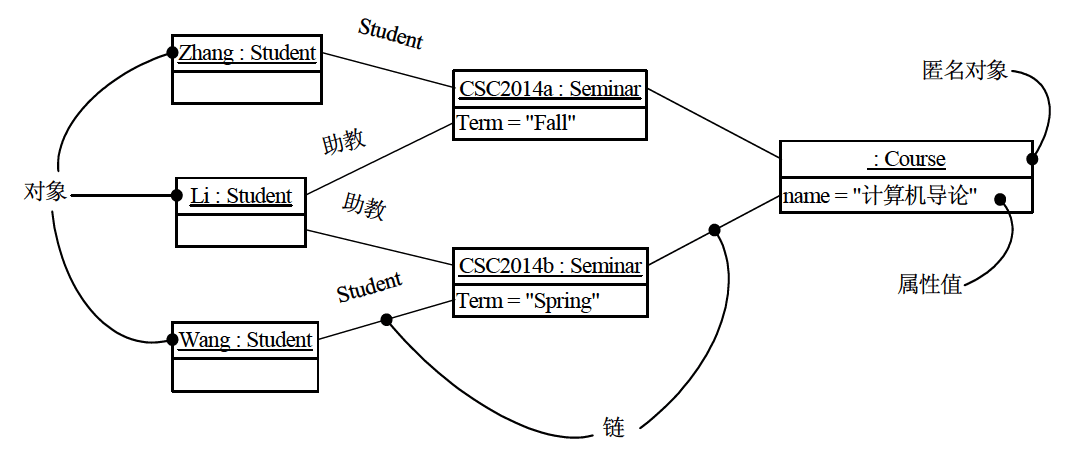 Student
Zhang : Student
CSC2014a : Seminar
Term = "Fall"
匿名对象
助教
: Course
name = "计算机导论"
对象
Li : Student
助教
CSC2014b : Seminar
Term = "Spring"
属性值
Student
Wang : Student
链